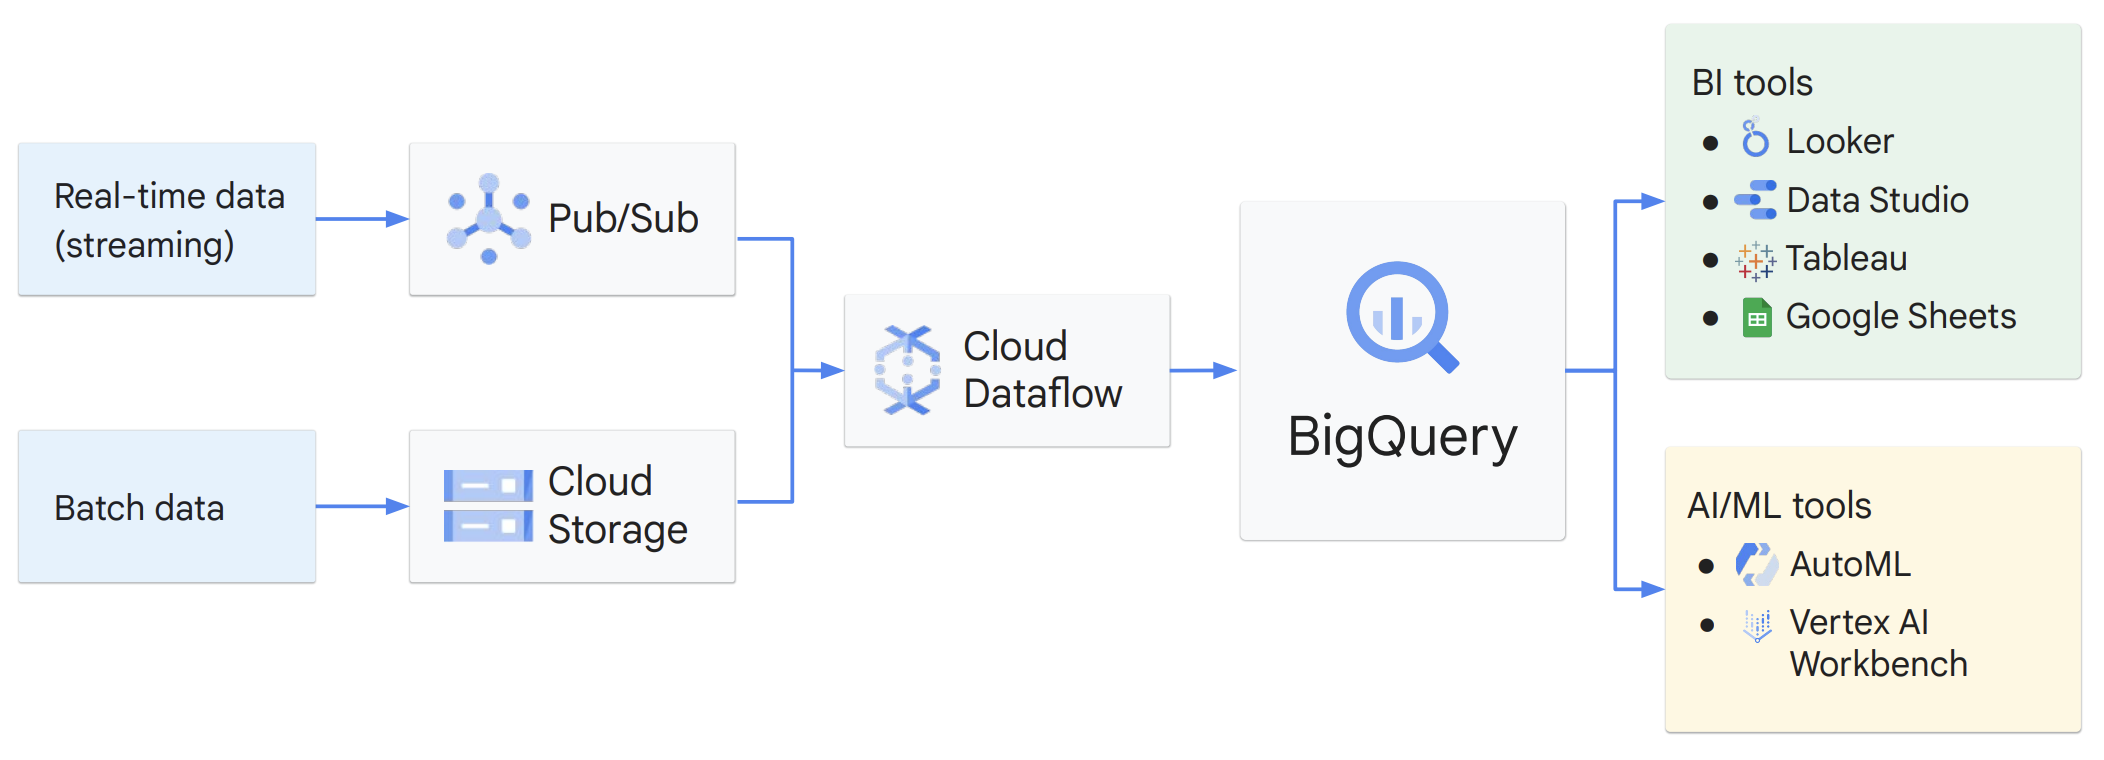 Real-time data
(streaming)
Pub/Sub
Batch data
Cloud
Storage
Cloud
Dataflow
BigQuery
BI tools
Looker
Data Studio
Tableau
Google Sheets
AI/ML tools
AutoML
Vertex AI
Workbench